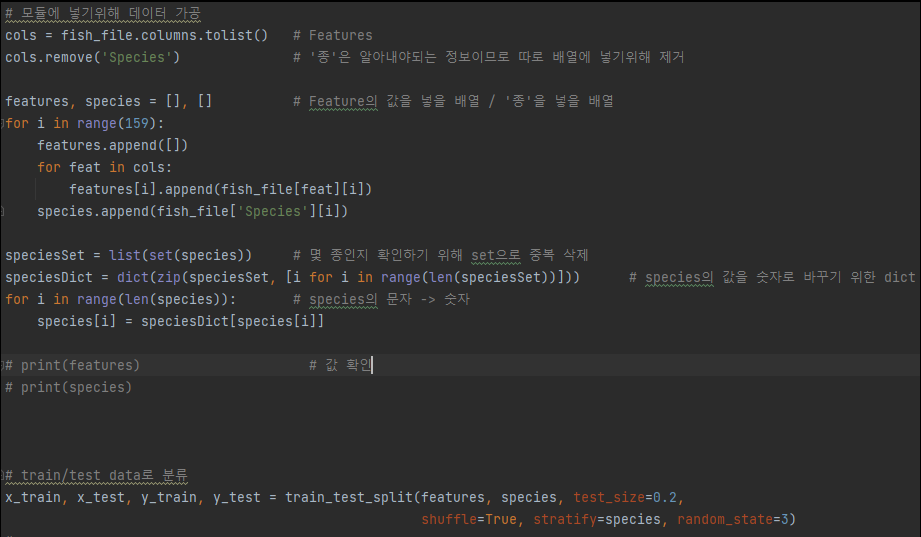 # 모듈에 넣기위해 데이터 가공
cols = fish_file.columns.tolist()   # Features
cols.remove('Species')              # '종'은 알아내야되는 정보이므로 따로 배열에 넣기위해 제거
features, species = [], []          # Feature의 값을 넣을 배열 / '종'을 넣을 배열
for i in range(159):
    features.append([])
    for feat in cols:
        features[i].append(fish_file[feat][i])
    species.append(fish_file['Species'][i])
speciesSet = list(set(species))     # 몇 종인지 확인하기 위해 set으로 중복 삭제
speciesDict = dict(zip(speciesSet, [i for i in range(len(speciesSet))]))      # species의 값을 숫자로 바꾸기 위한 dict
for i in range(len(species)):       # species의 문자 -> 숫자
    species[i] = speciesDict[species[i]]
# print(features)                     # 값 확인
# print(species)
# train/test data로 분류
x_train, x_test, y_train, y_test = train_test_split(features, species, test_size=0.2,
                                                    shuffle=True, stratify=species, random_state=3)